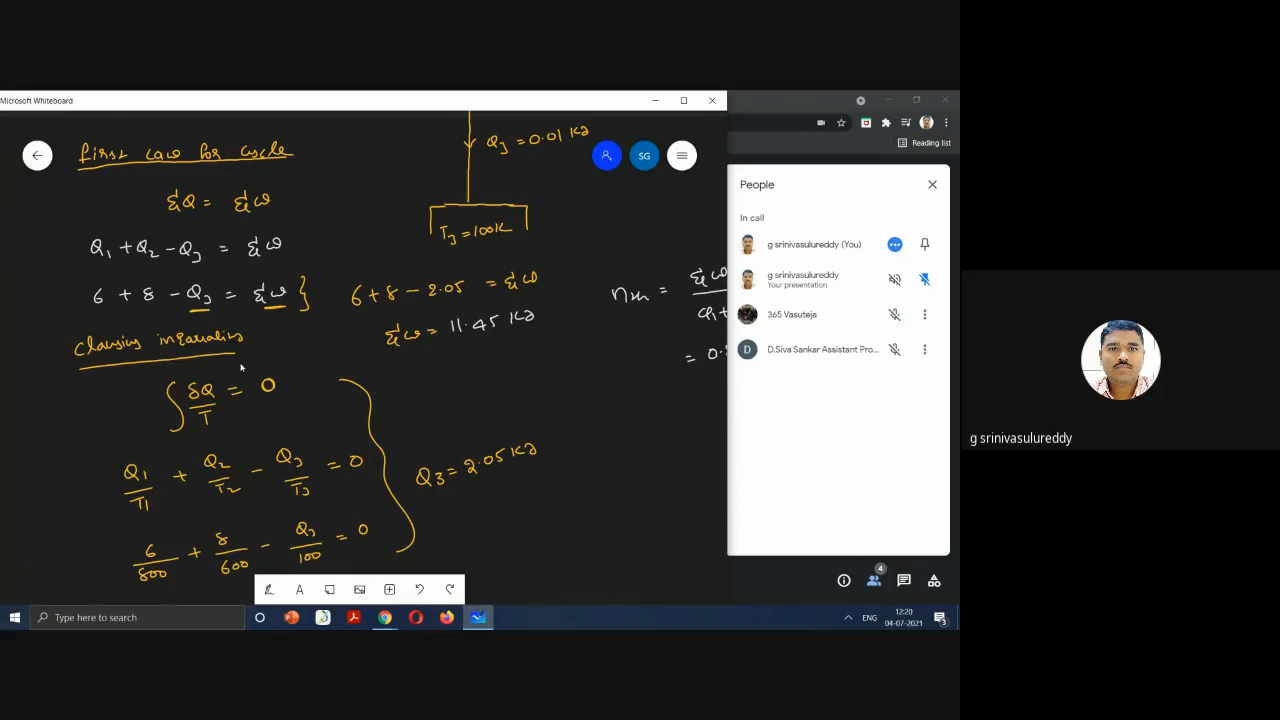 Microsoft Whiteboard
First Law for cycle
ΣQ = Σω
Q1 + Q2 - Q3 = Σω
6 + 8 - Q3 = Σω }
Clausius inequality
∫ δQ/T = 0
Q1/T1 + Q2/T2 - Q3/T3 = 0
6/800 + 8/600 - Q3/100 = 0
Q3 = 0.01 KJ
T3 = 100K
6 + 8 - 2.05 = Σω
Σω = 11.45 KJ
Q3 = 2.05 KJ
SG
Reading list
People
In call
g srinivasulureddy (You)
g srinivasulureddy
Your presentation
365 Vasuteja
D D.Siva Sankar Assistant Pro...
4
Type here to search
ENG
12:20
04-07-2021
3
g srinivasulureddy